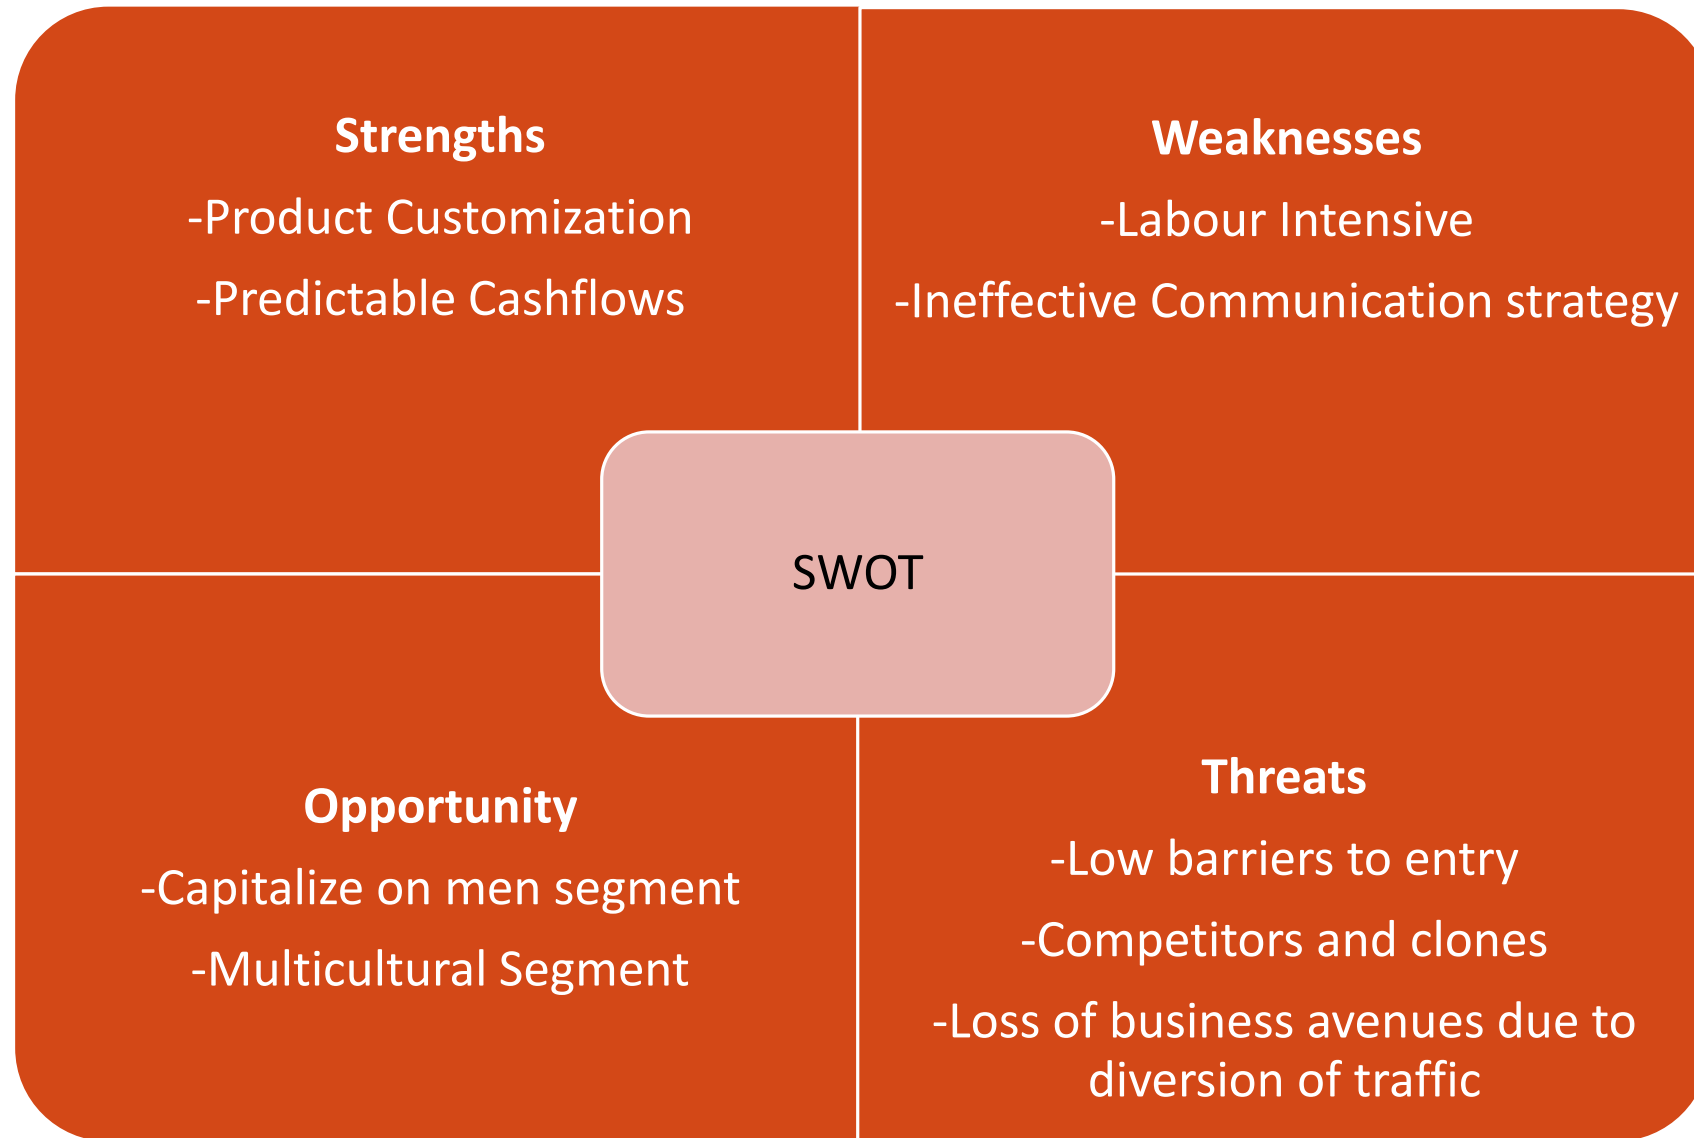 Strengths
-Product Customization
-Predictable Cashflows
Weaknesses
-Labour Intensive
-Ineffective Communication strategy
SWOT
Opportunity
-Capitalize on men segment
-Multicultural Segment
Threats
-Low barriers to entry
-Competitors and clones
-Loss of business avenues due to
diversion of traffic